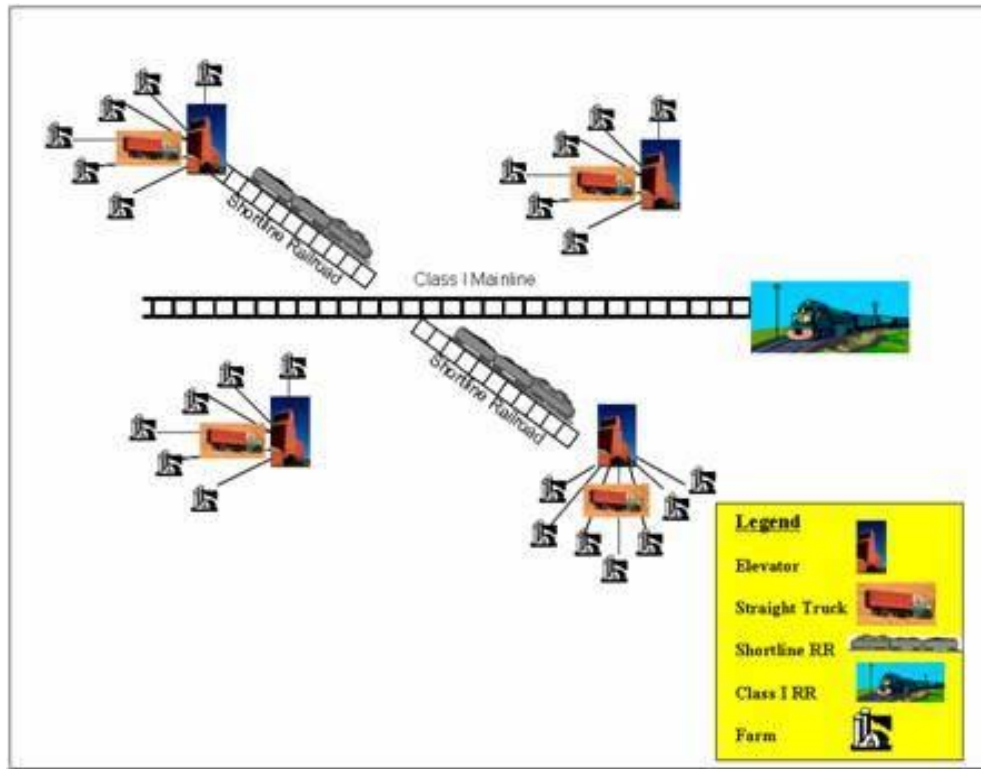 Shortline Railroad
Class I Mainline
Shortline Railroad
Legend
Elevator
Straight Truck
Shortline RR
Class I RR
Farm